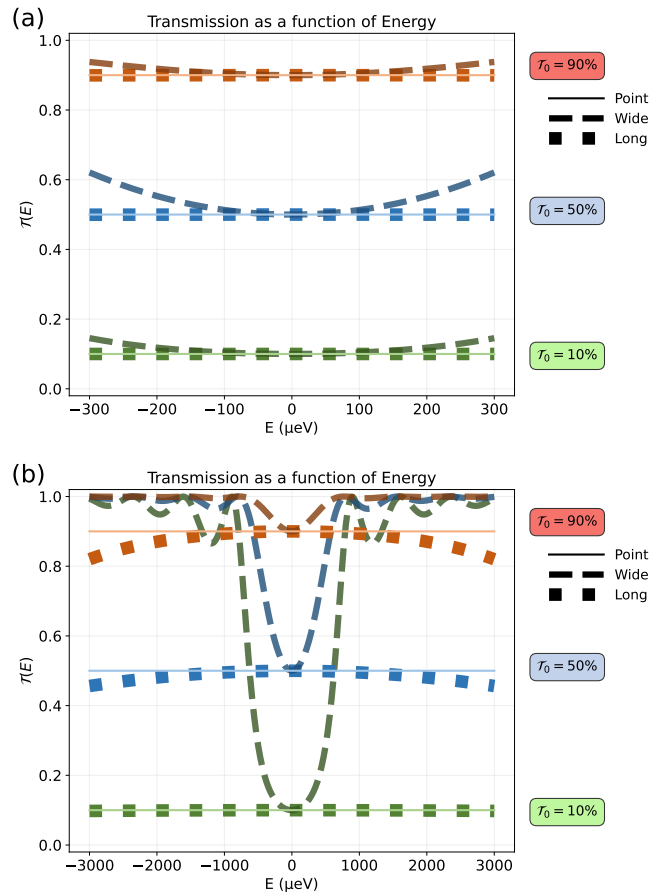 (a)
Transmission as a function of Energy
1.0
0.8
0.6
0.4
0.2
0.0
𝒯(E)
−300
−200
−100
0
100
200
300
E (μeV)
𝒯₀ = 90%
Point
Wide
Long
𝒯₀ = 50%
𝒯₀ = 10%
(b)
Transmission as a function of Energy
1.0
0.8
0.6
0.4
0.2
0.0
𝒯(E)
−3000
−2000
−1000
0
1000
2000
3000
E (μeV)
𝒯₀ = 90%
Point
Wide
Long
𝒯₀ = 50%
𝒯₀ = 10%